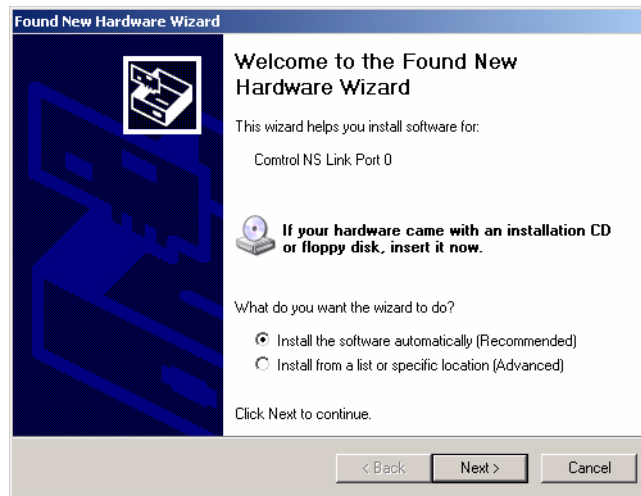 Found New Hardware Wizard
Welcome to the Found New
Hardware Wizard
This wizard helps you install software for:
Comtrol NS Link Port 0
If your hardware came with an installation CD
or floppy disk, insert it now.
What do you want the wizard to do?
Install the software automatically (Recommended)
Install from a list or specific location (Advanced)
Click Next to continue.
< Back Next > Cancel